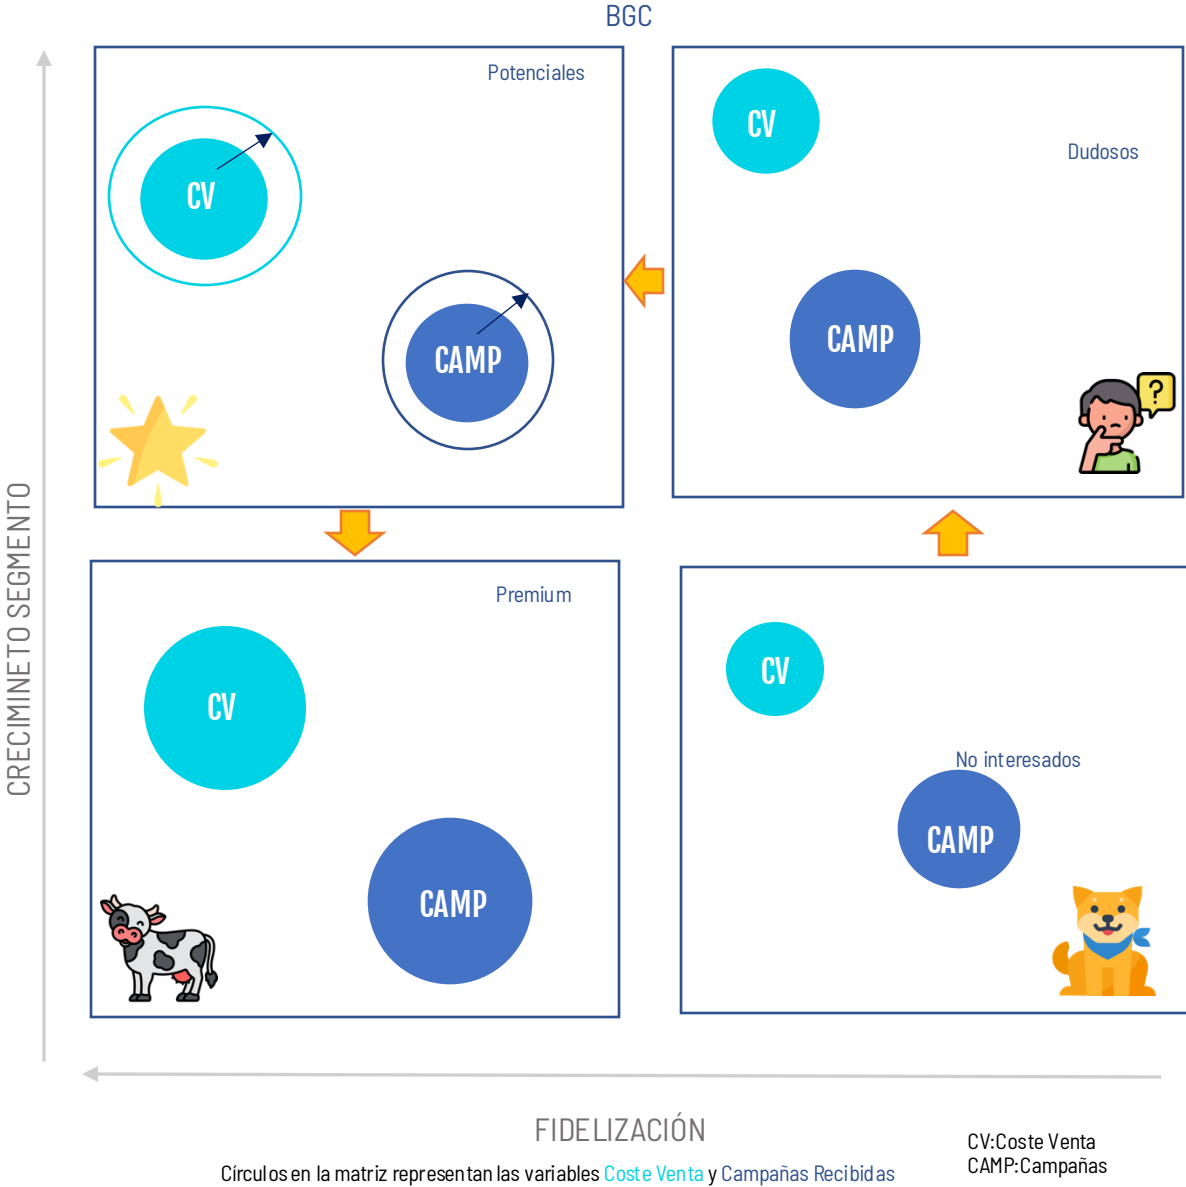 BGC
Potenciales
CV
CAMP
Dudosos
CV
CAMP
?
Premium
CV
CAMP
CV
No interesados
CAMP
CRECIMINETO SEGMENTO
FIDELIZACIÓN
CV:Coste Venta
CAMP:Campañas
Círculos en la matriz representan las variables Coste Venta y Campañas Recibidas